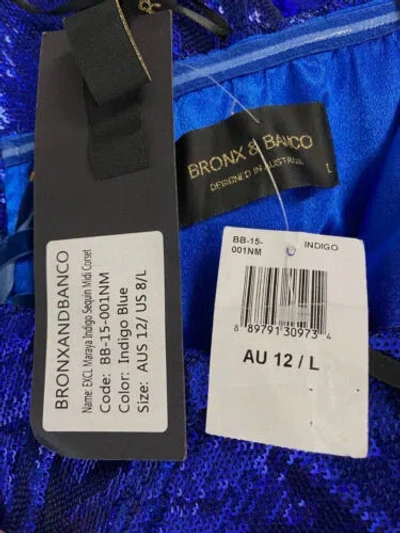 BRONX & BANCO
DESIGNED IN AUSTRALIA
L
BRONXANDBANCO
Name: EXCL Maraya Indigo Sequin Midi Corset
Code: BB-15-001NM
Color: Indigo Blue
Size: AUS 12/ US 8/L
BB-15-
001NM
INDIGO
8 89791 30973 4
AU 12 / L